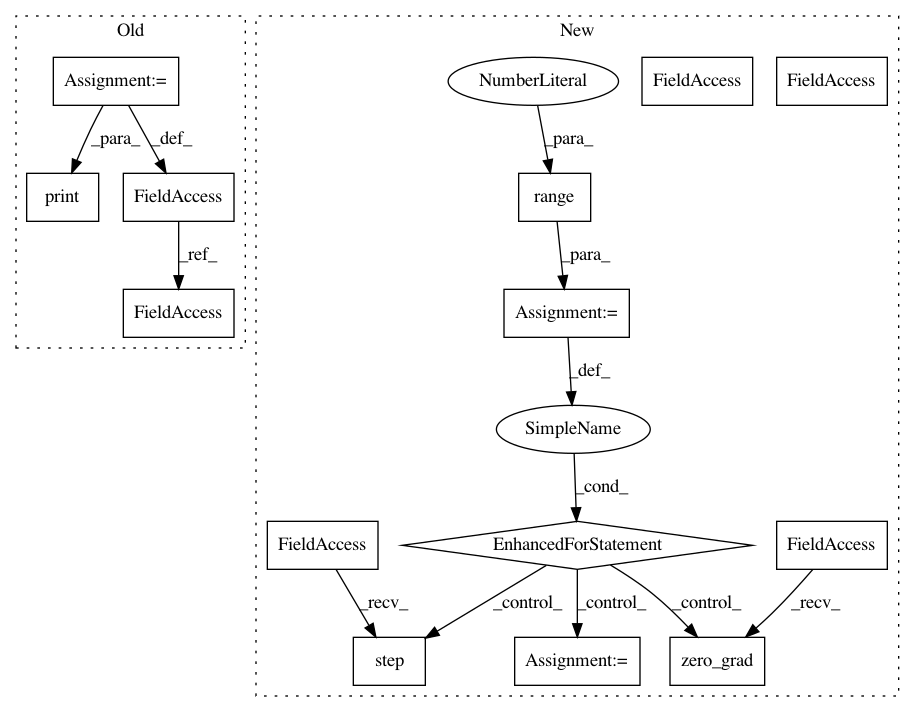 Old
New
Assignment:=
NumberLiteral
FieldAccess
FieldAccess
_para_
_def_
_para_
print
FieldAccess
range
_ref_
_para_
FieldAccess
Assignment:=
_def_
SimpleName
_cond_
FieldAccess
EnhancedForStatement
FieldAccess
_recv_
_control_
_control_
_control_
_recv_
step
Assignment:=
zero_grad